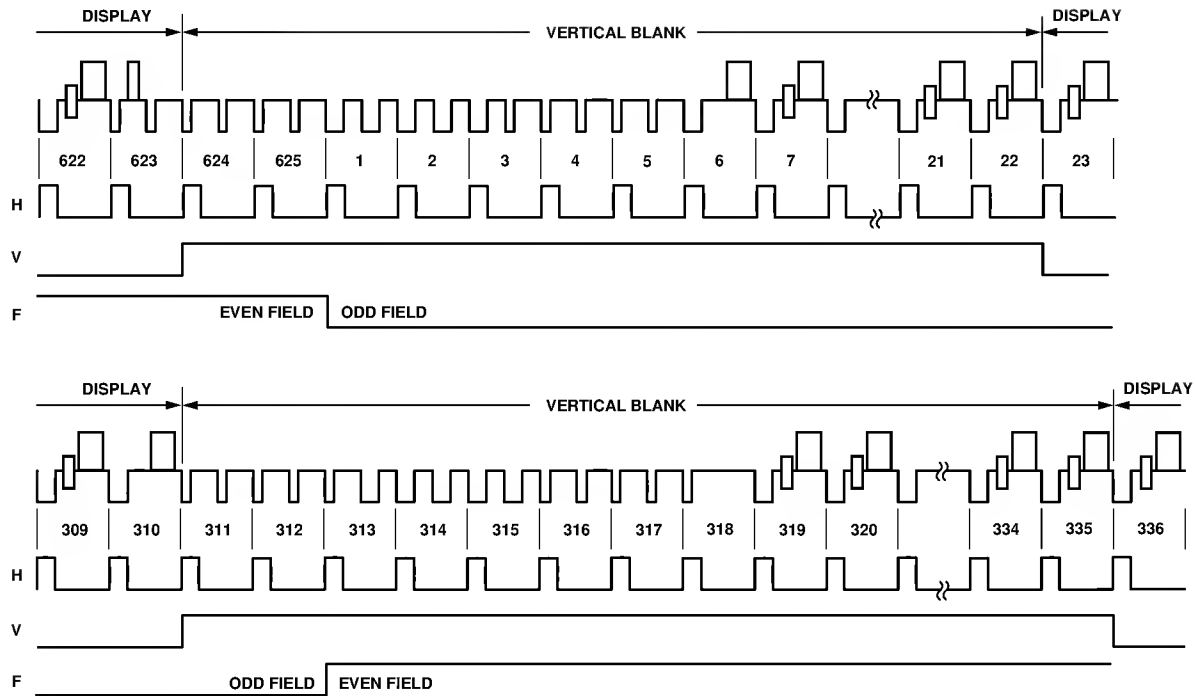 DISPLAY VERTICAL BLANK DISPLAY
622 623 624 625 1 2 3 4 5 6 7 21 22 23
H
V
F EVEN FIELD ODD FIELD
DISPLAY VERTICAL BLANK DISPLAY
309 310 311 312 313 314 315 316 317 318 319 320 334 335 336
H
V
F ODD FIELD EVEN FIELD